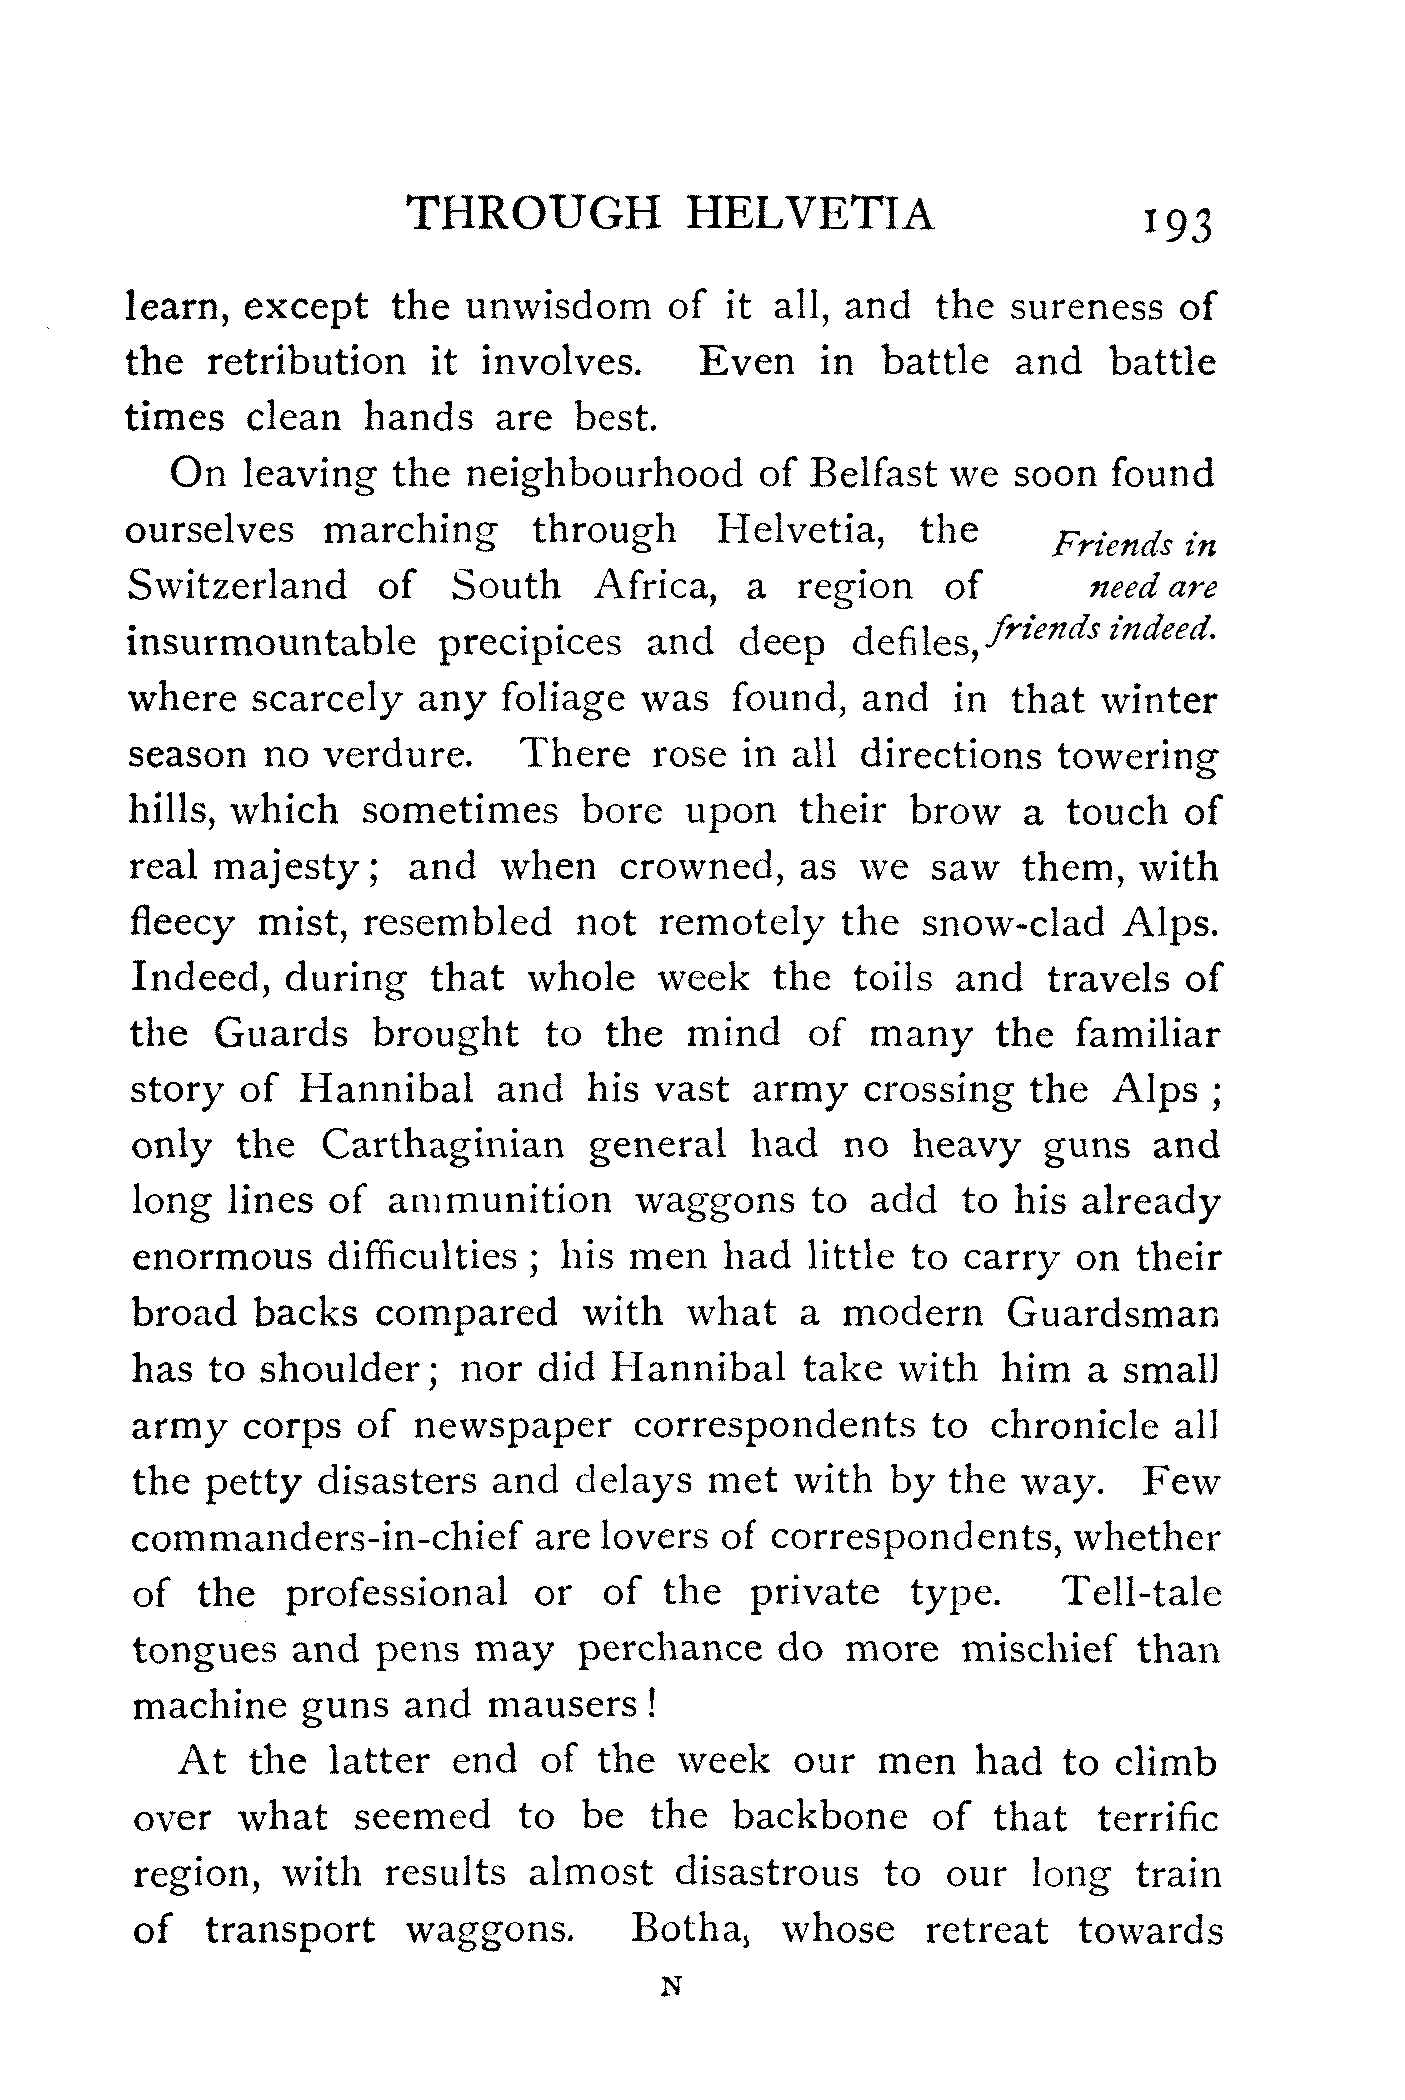 THROUGH HELVETIA 193
learn, except the unwisdom of it all, and the sureness of
the retribution it involves. Even in battle and battle
times clean hands are best.
On leaving the neighbourhood of Belfast we soon found
ourselves marching through Helvetia, the
Switzerland of South Africa, a region of
insurmountable precipices and deep defiles,
Friends in
need are
friends indeed.
where scarcely any foliage was found, and in that winter
season no verdure. There rose in all directions towering
hills, which sometimes bore upon their brow a touch of
real majesty; and when crowned, as we saw them, with
fleecy mist, resembled not remotely the snow-clad Alps.
Indeed, during that whole week the toils and travels of
the Guards brought to the mind of many the familiar
story of Hannibal and his vast army crossing the Alps ;
only the Carthaginian general had no heavy guns and
long lines of ammunition waggons to add to his already
enormous difficulties ; his men had little to carry on their
broad backs compared with what a modern Guardsman
has to shoulder; nor did Hannibal take with him a small
army corps of newspaper correspondents to chronicle all
the petty disasters and delays met with by the way. Few
commanders-in-chief are lovers of correspondents, whether
of the professional or of the private type. Tell-tale
tongues and pens may perchance do more mischief than
machine guns and mausers !
At the latter end of the week our men had to climb
over what seemed to be the backbone of that terrific
region, with results almost disastrous to our long train
of transport waggons. Botha, whose retreat towards
N